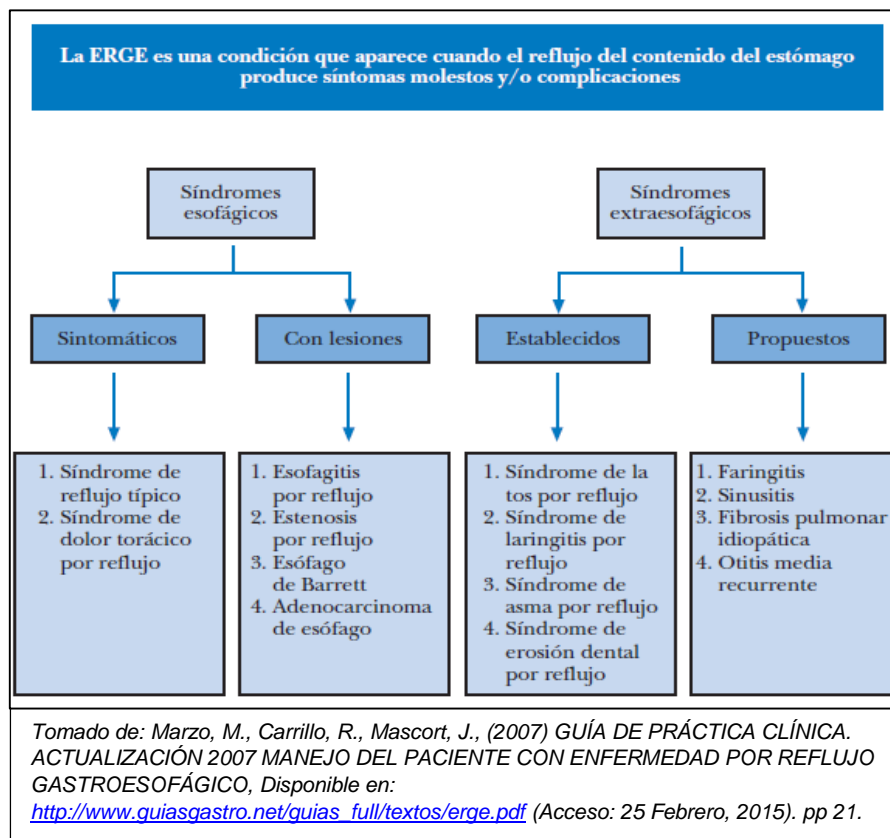 La ERGE es una condición que aparece cuando el reflujo del contenido del estómago
produce síntomas molestos y/o complicaciones
Síndromes
esofágicos
Síndromes
extraesofágicos
Sintomáticos
Con lesiones
Establecidos
Propuestos
1. Síndrome de
reflujo típico
2. Síndrome de
dolor torácico
por reflujo
1. Esofagitis
por reflujo
2. Estenosis
por reflujo
3. Esófago
de Barrett
4. Adenocarcinoma
de esófago
1. Síndrome de la
tos por reflujo
2. Síndrome de
laringitis por
reflujo
3. Síndrome de
asma por reflujo
4. Síndrome de
erosión dental
por reflujo
1. Faringitis
2. Sinusitis
3. Fibrosis pulmonar
idiopática
4. Otitis media
recurrente
Tomado de: Marzo, M., Carrillo, R., Mascort, J., (2007) GUÍA DE PRÁCTICA CLÍNICA.
ACTUALIZACIÓN 2007 MANEJO DEL PACIENTE CON ENFERMEDAD POR REFLUJO
GASTROESOFÁGICO, Disponible en:
http://www.guiasgastro.net/guias_full/textos/erge.pdf (Acceso: 25 Febrero, 2015). pp 21.